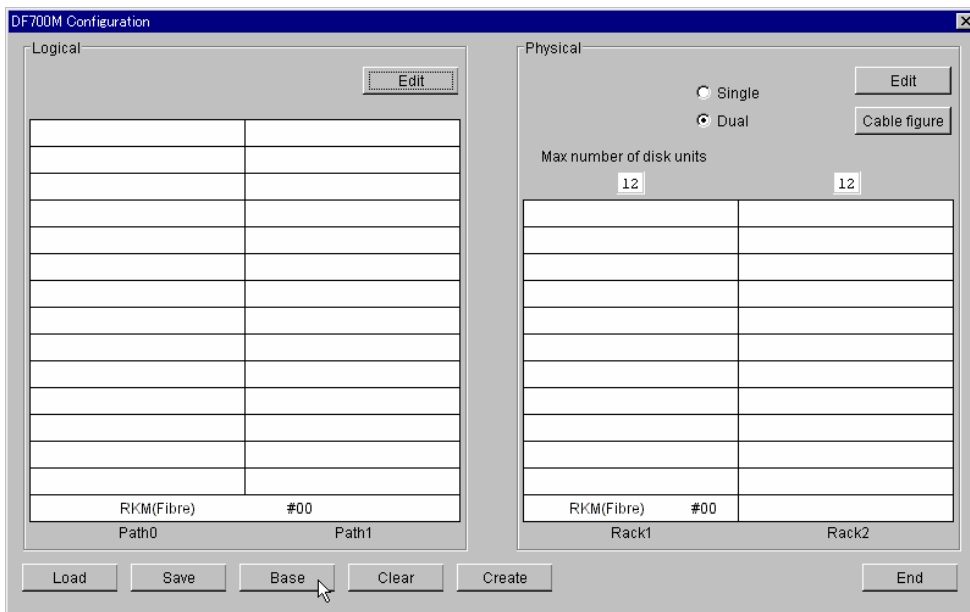 DF700M Configuration
Logical
Edit
RKM(Fibre) #00
Path0 Path1
Physical
Single
Dual
Edit
Cable figure
Max number of disk units
12 12
RKM(Fibre) #00
Rack1 Rack2
Load Save Base Clear Create End